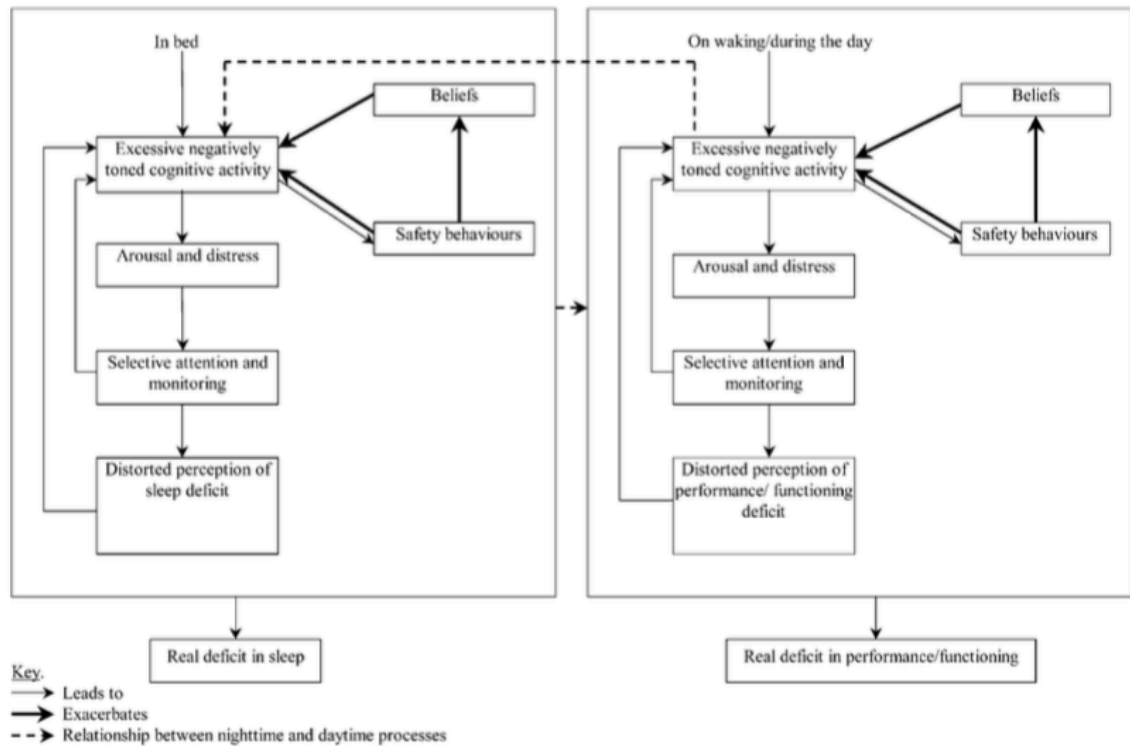 In bed
Beliefs
Excessive negatively
toned cognitive activity
Safety behaviours
Arousal and distress
Selective attention and
monitoring
Distorted perception of
sleep deficit
Real deficit in sleep
On waking/during the day
Beliefs
Excessive negatively
toned cognitive activity
Safety behaviours
Arousal and distress
Selective attention and
monitoring
Distorted perception of
performance/ functioning
deficit
Real deficit in performance/functioning
Key.
Leads to
Exacerbates
Relationship between nighttime and daytime processes